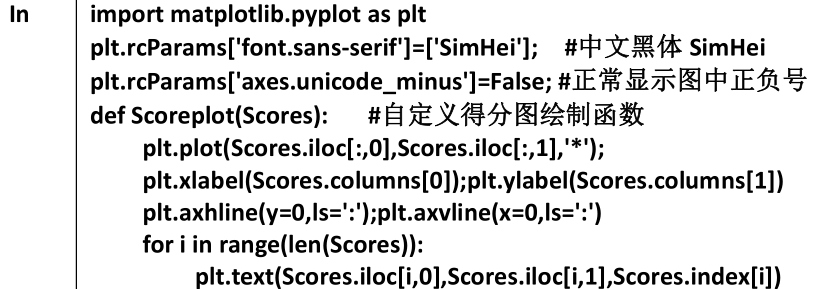 In import matplotlib.pyplot as plt
plt.rcParams['font.sans-serif']=['SimHei']; #中文黑体 SimHei
plt.rcParams['axes.unicode_minus']=False; #正常显示图中正负号
def Scoreplot(Scores): #自定义得分图绘制函数
plt.plot(Scores.iloc[:,0],Scores.iloc[:,1],'*');
plt.xlabel(Scores.columns[0]);plt.ylabel(Scores.columns[1])
plt.axhline(y=0,ls=':');plt.axvline(x=0,ls=':')
for i in range(len(Scores)):
plt.text(Scores.iloc[i,0],Scores.iloc[i,1],Scores.index[i])